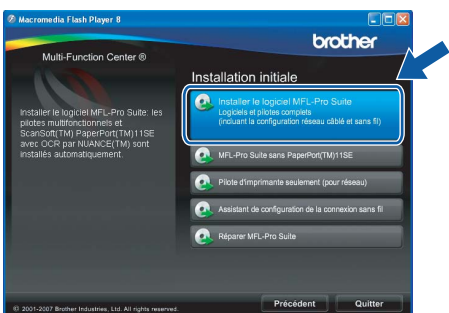 Macromedia Flash Player 8
brother
Multi-Function Center ®
Installation initiale
Installer le logiciel MFL-Pro Suite: les
pilotes multifonctionnels et
ScanSoft(TM) PaperPort(TM)11SE
avec OCR par NUANCE(TM) sont
installés automatiquement.
Installer le logiciel MFL-Pro Suite
Logiciels et pilotes complets
(incluant la configuration réseau câblé et sans fil)
MFL-Pro Suite sans PaperPort(TM)11SE
Pilote d'imprimante seulement (pour réseau)
Assistant de configuration de la connexion sans fil
Réparer MFL-Pro Suite
© 2001-2007 Brother Industries, Ltd. All rights reserved.
Précédent
Quitter